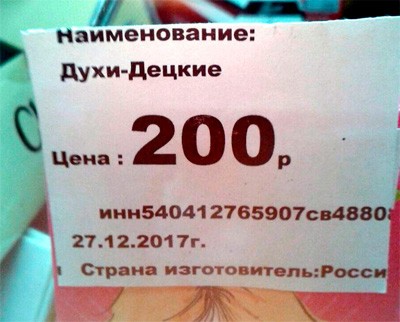 Наименование:
Духи-Децкие
Цена : 200р
инн540412765907св4880
27.12.2017г.
Страна изготовитель:Росси